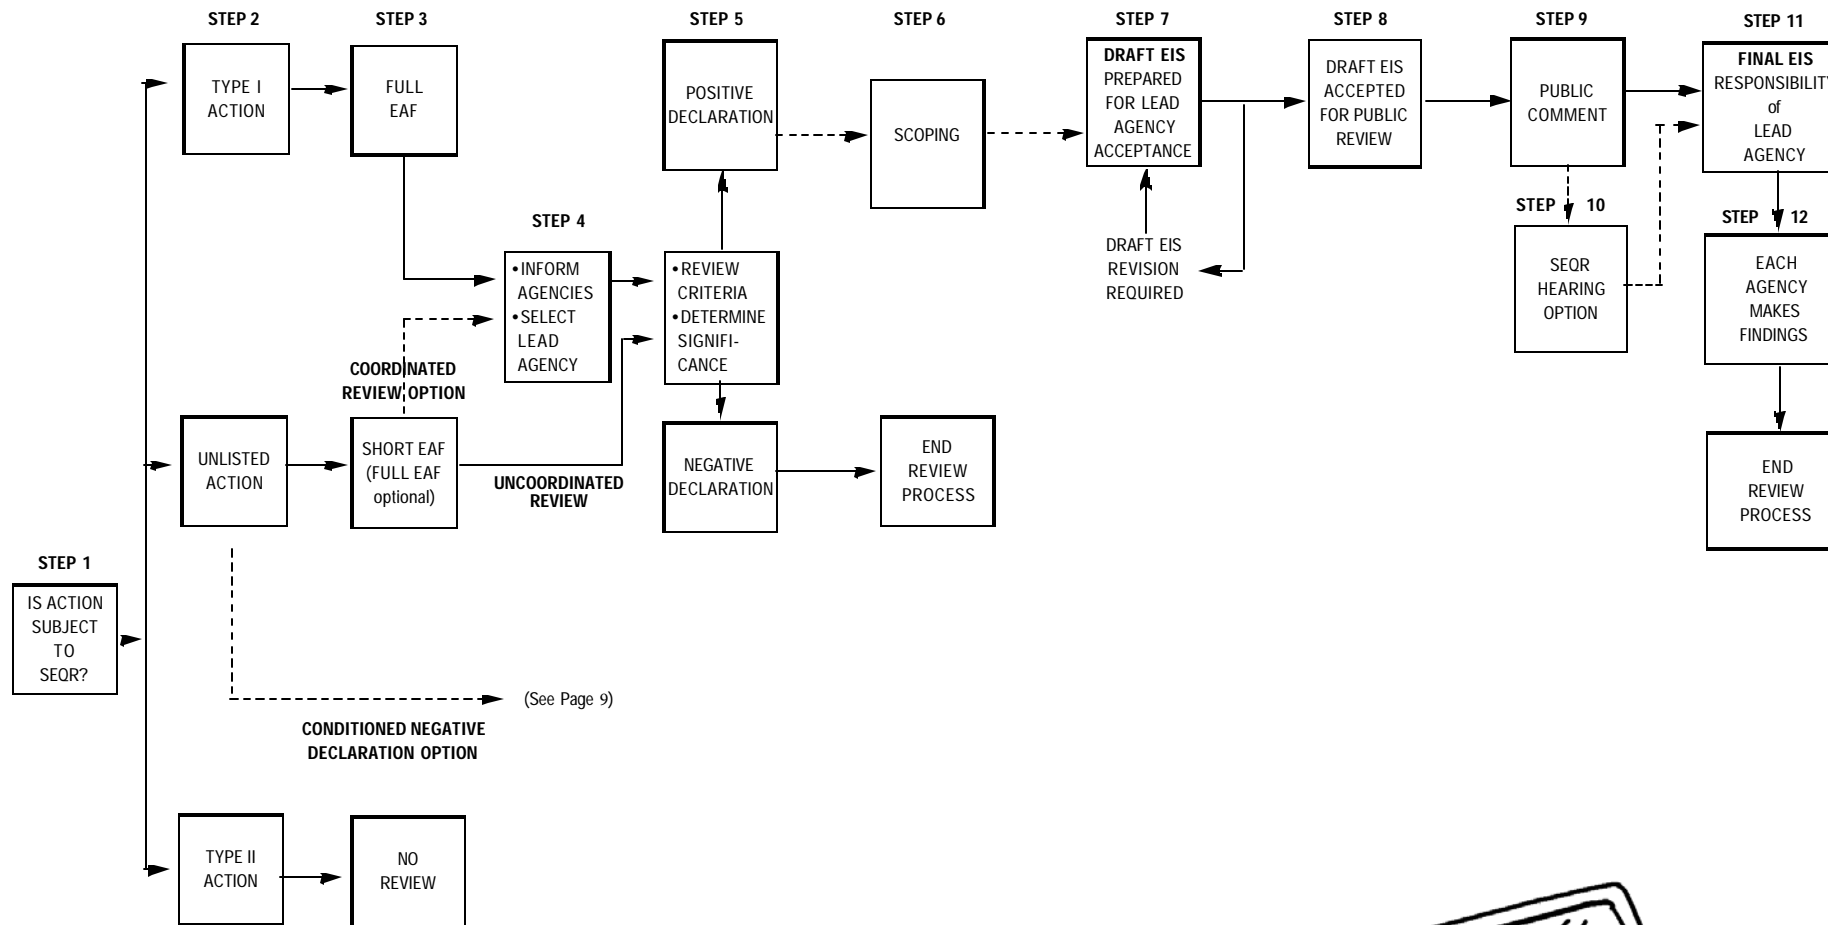 STEP 2
STEP 3
STEP 5
STEP 6
STEP 7
STEP 8
STEP 9
STEP 11
TYPE I
ACTION
FULL
EAF
POSITIVE
DECLARATION
SCOPING
DRAFT EIS
PREPARED
FOR LEAD
AGENCY
ACCEPTANCE
DRAFT EIS
ACCEPTED
FOR PUBLIC
REVIEW
PUBLIC
COMMENT
FINAL EIS
RESPONSIBILITY
of
LEAD
AGENCY
STEP 4
•INFORM
AGENCIES
•SELECT
LEAD
AGENCY
•REVIEW
CRITERIA
•DETERMINE
SIGNIFI-
CANCE
DRAFT EIS
REVISION
REQUIRED
STEP 10
SEQR
HEARING
OPTION
STEP 12
EACH
AGENCY
MAKES
FINDINGS
COORDINATED
REVIEW OPTION
UNLISTED
ACTION
SHORT EAF
(FULL EAF
optional)
UNCOORDINATED
REVIEW
NEGATIVE
DECLARATION
END
REVIEW
PROCESS
END
REVIEW
PROCESS
STEP 1
IS ACTION
SUBJECT
TO
SEQR?
(See Page 9)
CONDITIONED NEGATIVE
DECLARATION OPTION
TYPE II
ACTION
NO
REVIEW